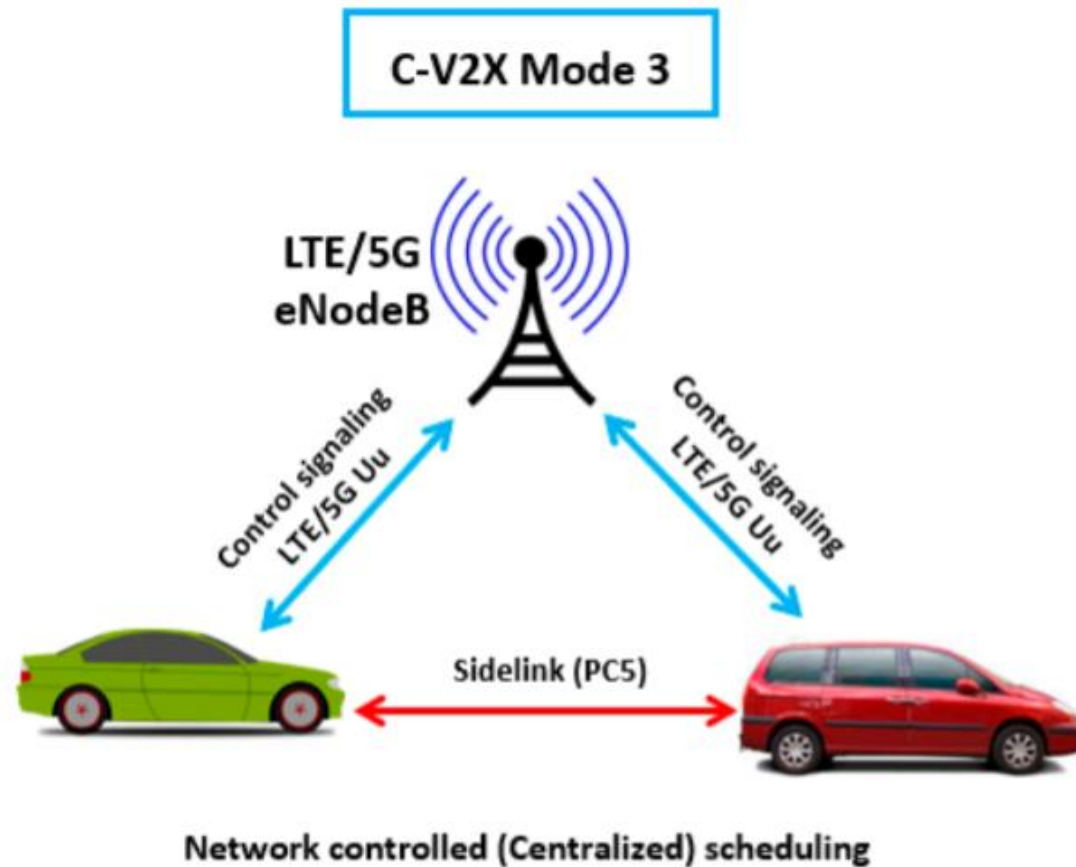 C-V2X Mode 3
LTE/5G
eNodeB
Control signaling
LTE/5G Uu
Control signaling
LTE/5G Uu
Sidelink (PC5)
Network controlled (Centralized) scheduling